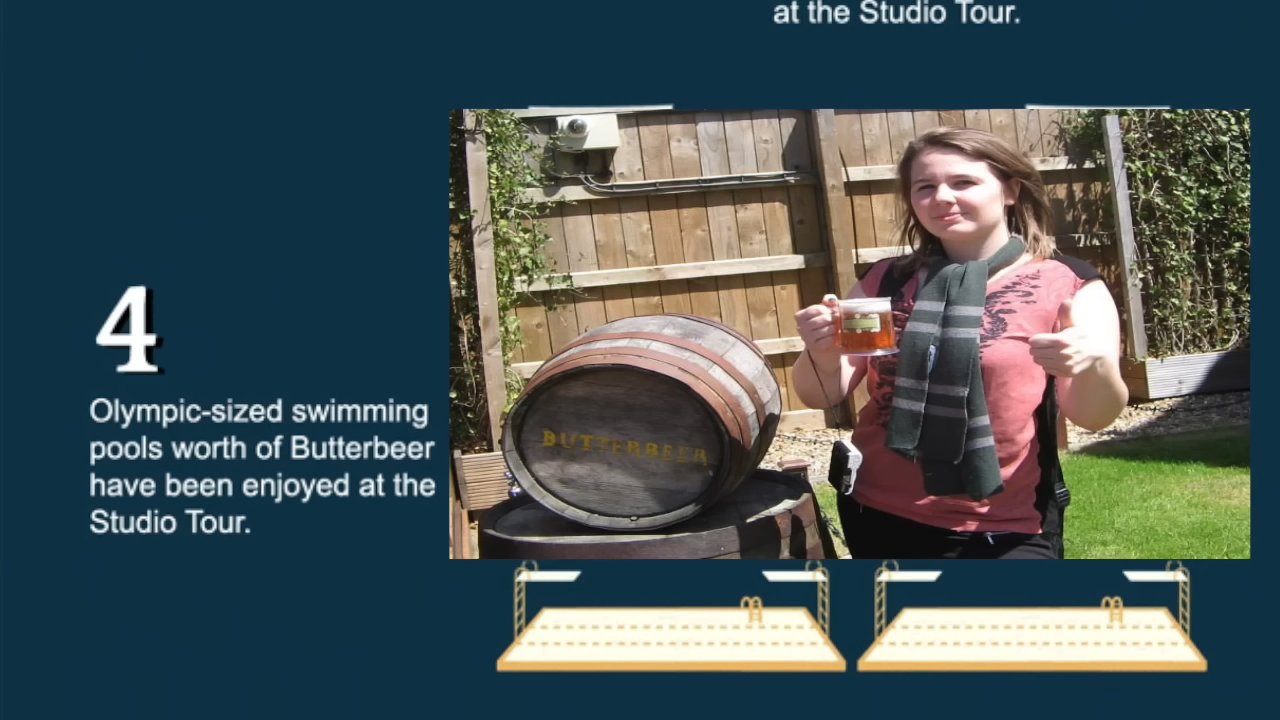 at the Studio Tour.
4
Olympic-sized swimming
pools worth of Butterbeer
have been enjoyed at the
Studio Tour.
BUTTERBEER